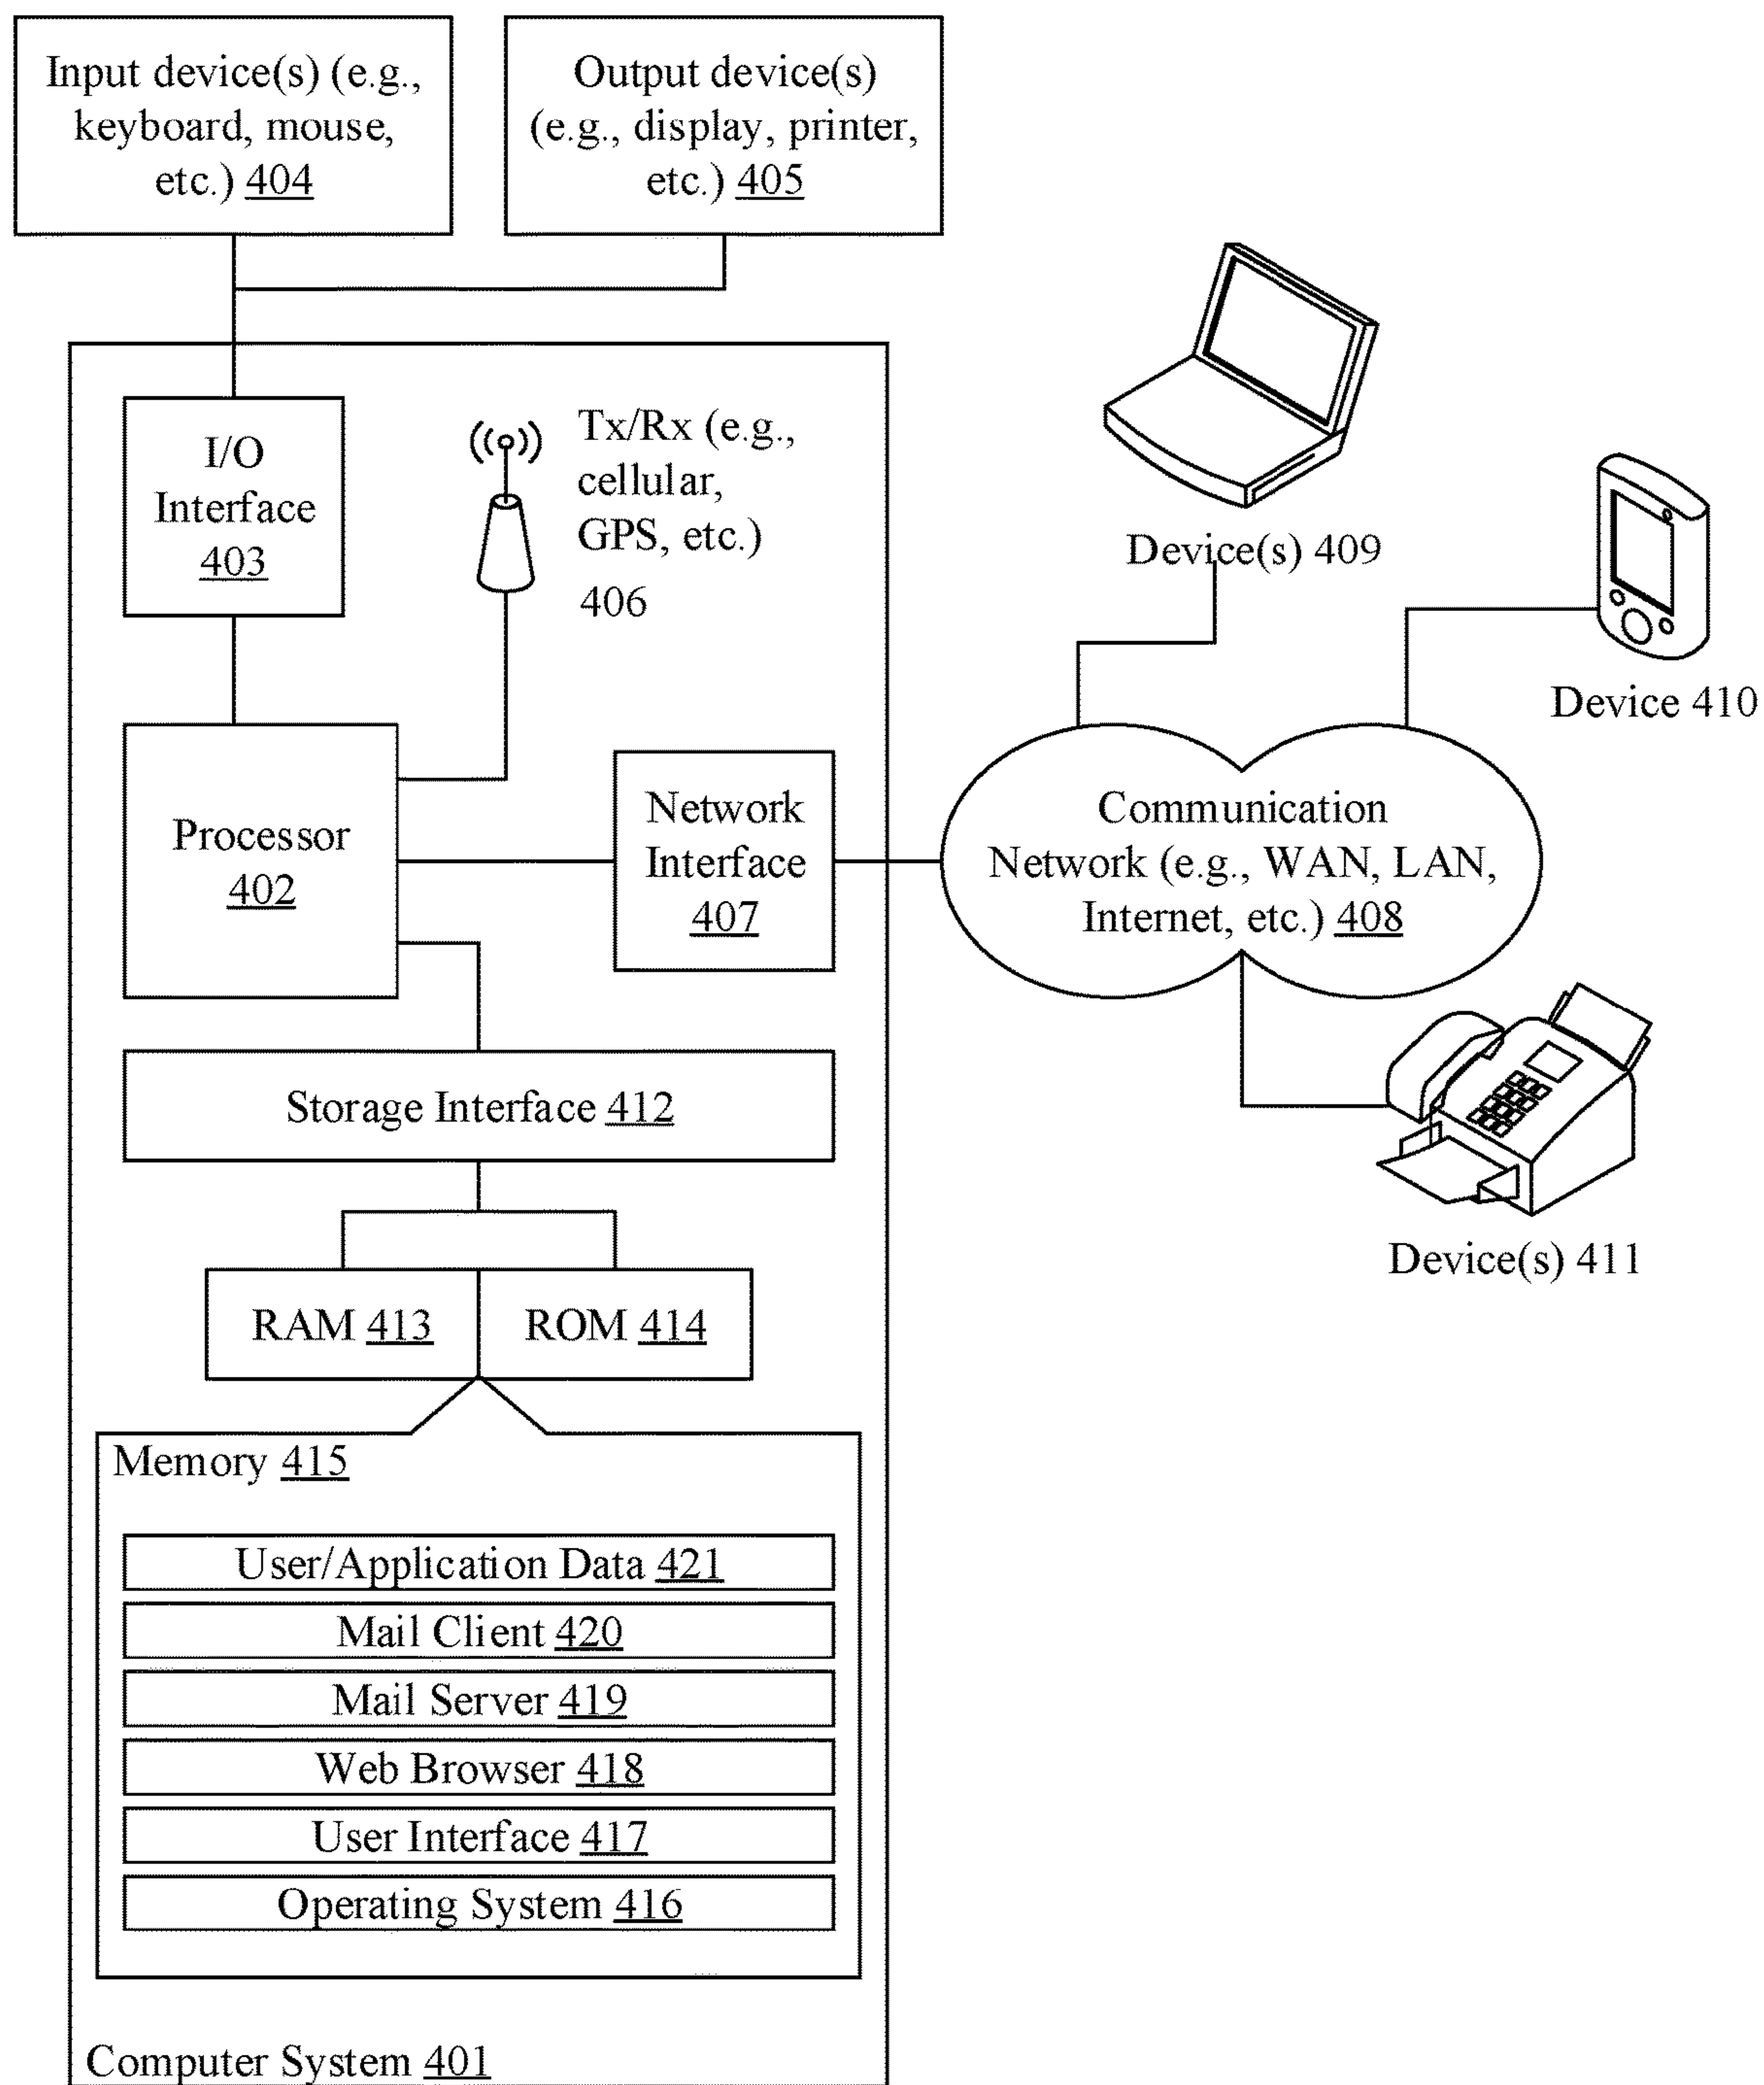 Input device(s) (e.g.,
keyboard, mouse,
etc.) 404
Output device(s)
(e.g., display, printer,
etc.) 405
I/O
Interface
403
Tx/Rx (e.g.,
cellular,
GPS, etc.)
406
Device(s) 409
Device 410
Processor
402
Network
Interface
407
Communication
Network (e.g., WAN, LAN,
Internet, etc.) 408
Storage Interface 412
Device(s) 411
RAM 413
ROM 414
Memory 415
User/Application Data 421
Mail Client 420
Mail Server 419
Web Browser 418
User Interface 417
Operating System 416
Computer System 401